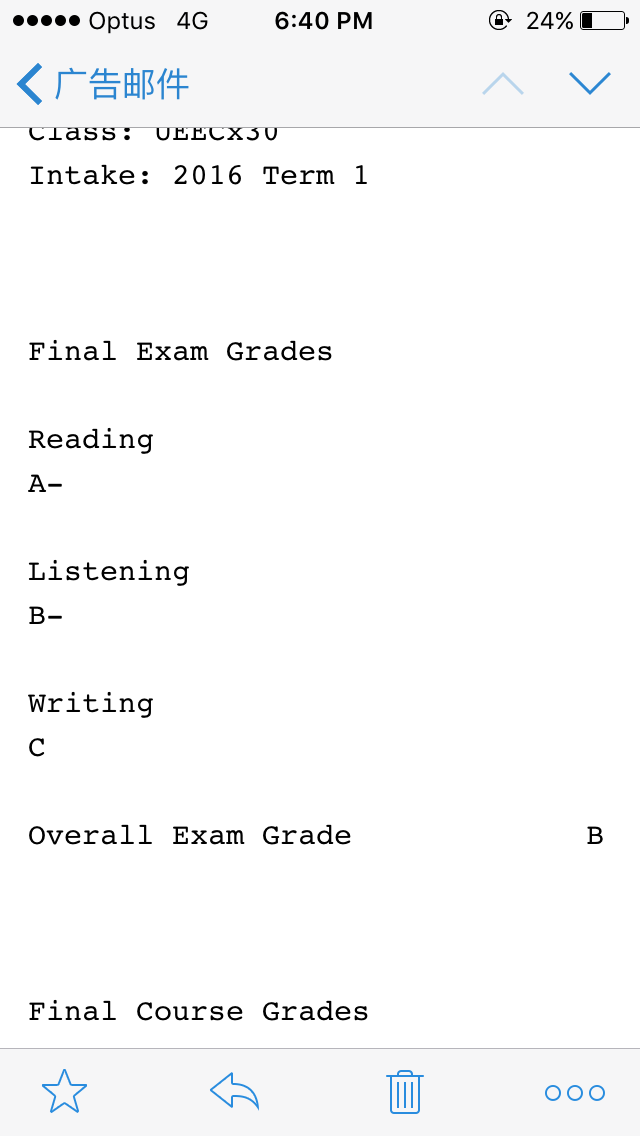 Optus 4G 6:40 PM 24%
广告邮件
Class: UEECx30
Intake: 2016 Term 1
Final Exam Grades
Reading
A-
Listening
B-
Writing
C
Overall Exam Grade B
Final Course Grades